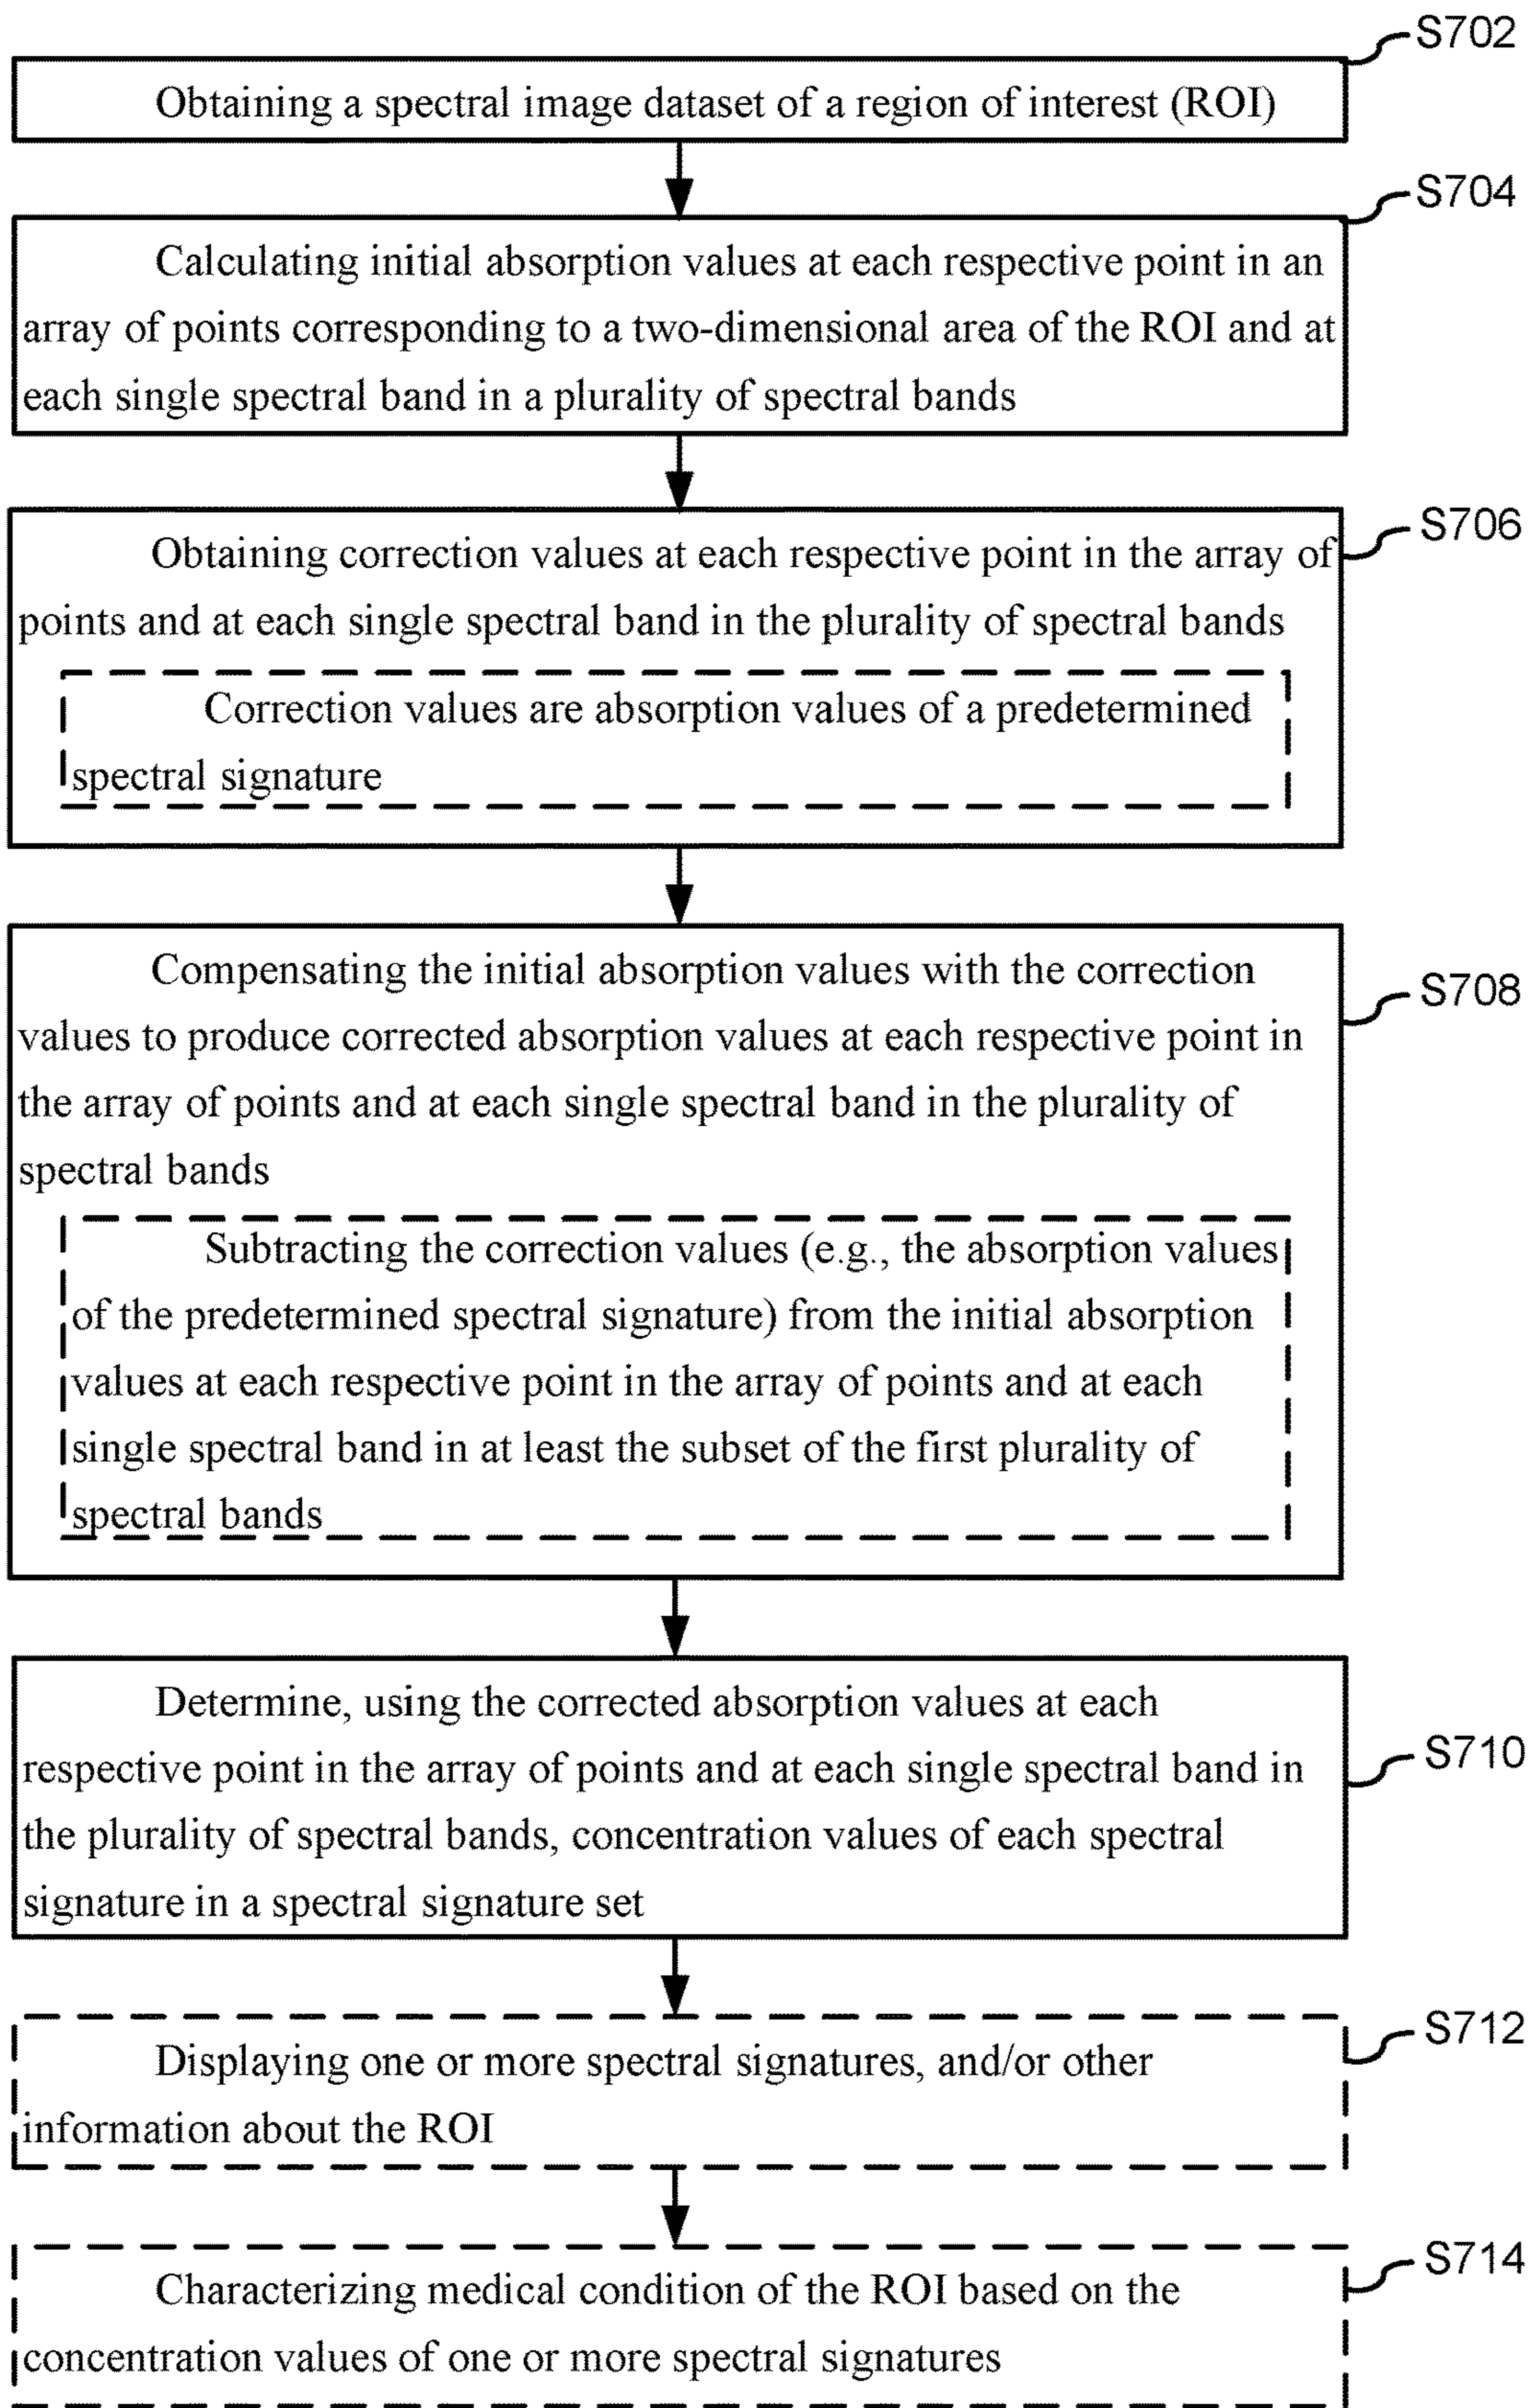 S702
Obtaining a spectral image dataset of a region of interest (ROI)
S704
Calculating initial absorption values at each respective point in an
array of points corresponding to a two-dimensional area of the ROI and at
each single spectral band in a plurality of spectral bands
S706
Obtaining correction values at each respective point in the array of
points and at each single spectral band in the plurality of spectral bands
Correction values are absorption values of a predetermined
spectral signature
S708
Compensating the initial absorption values with the correction
values to produce corrected absorption values at each respective point in
the array of points and at each single spectral band in the plurality of
spectral bands
Subtracting the correction values (e.g., the absorption values
of the predetermined spectral signature) from the initial absorption
values at each respective point in the array of points and at each
single spectral band in at least the subset of the first plurality of
spectral bands
S710
Determine, using the corrected absorption values at each
respective point in the array of points and at each single spectral band in
the plurality of spectral bands, concentration values of each spectral
signature in a spectral signature set
S712
Displaying one or more spectral signatures, and/or other
information about the ROI
S714
Characterizing medical condition of the ROI based on the
concentration values of one or more spectral signatures